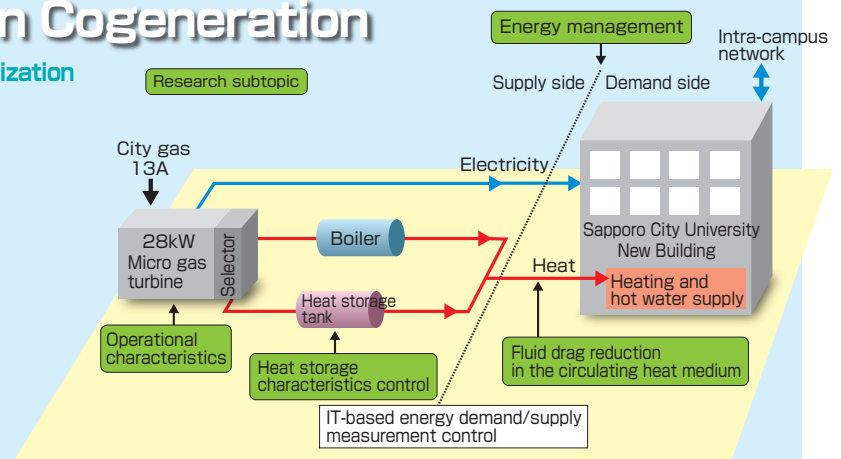 n Cogeneration
ization
Research subtopic
Energy management
Intra-campus
network
Supply side
Demand side
City gas
13A
Electricity
28kW
Micro gas
turbine
Selector
Boiler
Sapporo City University
New Building
Heat
Heating and
hot water supply
Heat storage
tank
Operational
characteristics
Heat storage
characteristics control
Fluid drag reduction
in the circulating heat medium
IT-based energy demand/supply
measurement control